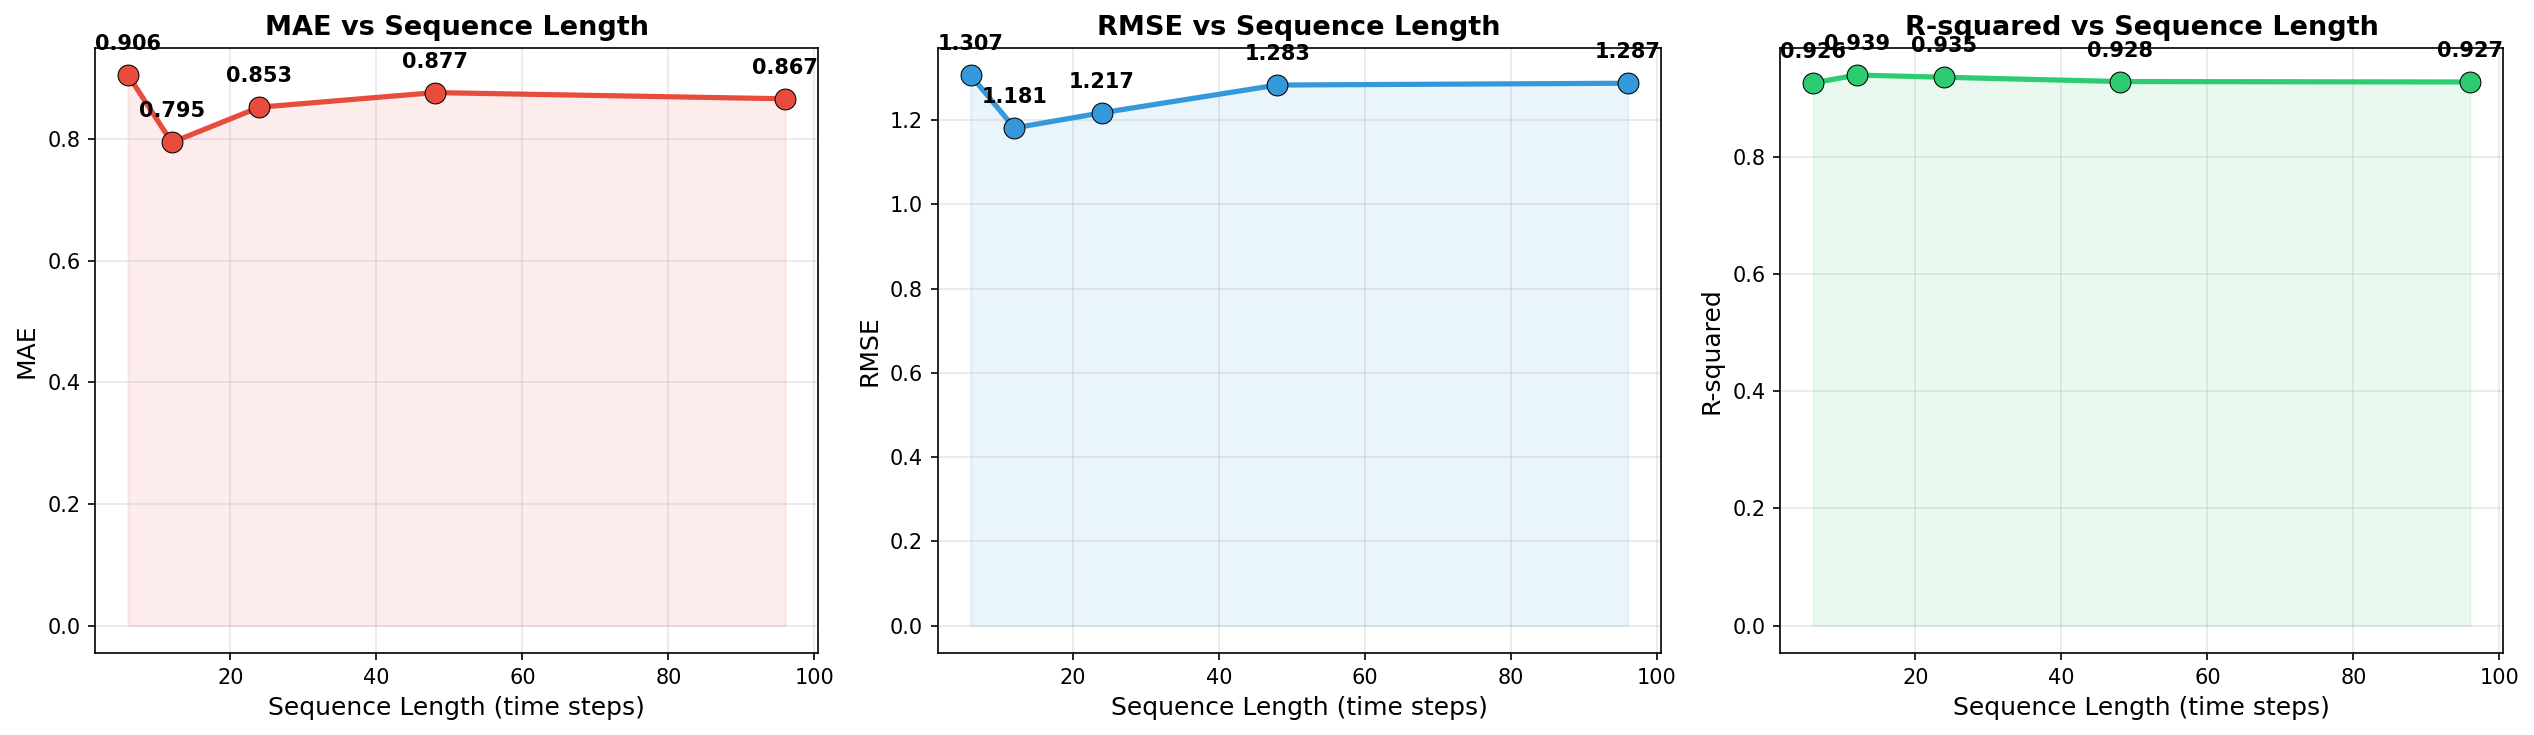 MAE vs Sequence Length
0.906
0.795
0.853
0.877
0.867
0.8
0.6
0.4
0.2
0.0
MAE
20 40 60 80 100
Sequence Length (time steps)
RMSE vs Sequence Length
1.307
1.181
1.217
1.283
1.287
1.2
1.0
0.8
0.6
0.4
0.2
0.0
RMSE
20 40 60 80 100
Sequence Length (time steps)
R-squared vs Sequence Length
0.926
0.939
0.935
0.928
0.927
0.8
0.6
0.4
0.2
0.0
R-squared
20 40 60 80 100
Sequence Length (time steps)